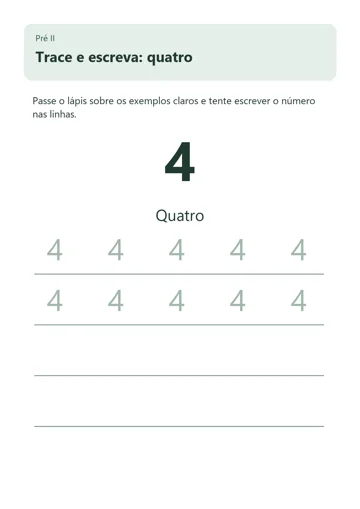 Pré II
Trace e escreva: quatro
Passe o lápis sobre os exemplos claros e tente escrever o número
nas linhas.
4
Quatro
4 4 4 4 4
4 4 4 4 4